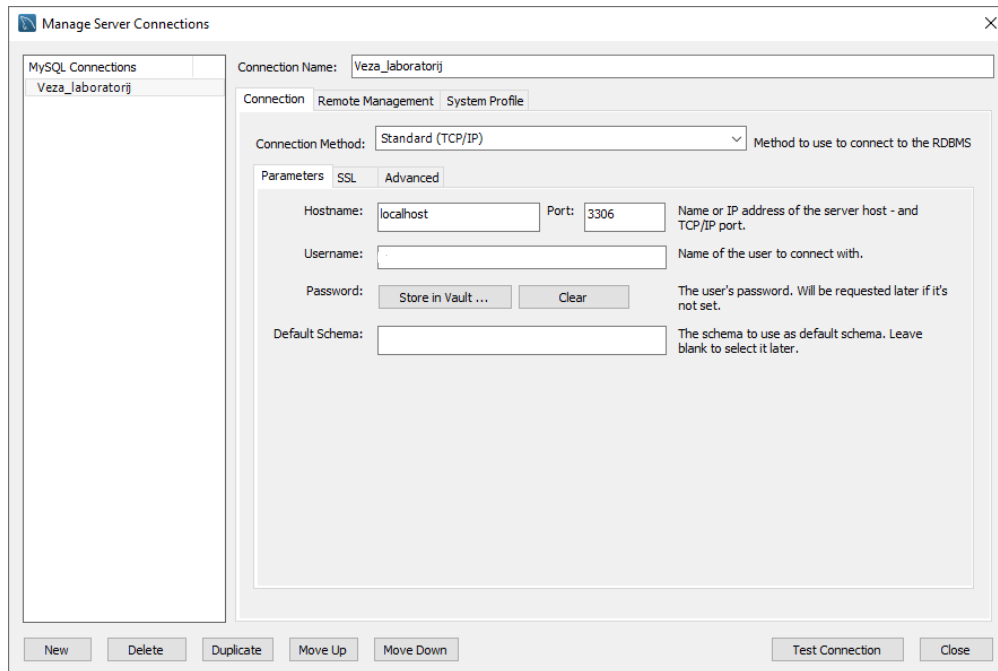 Manage Server Connections
MySQL Connections
Veza_laboratorij
Connection Name: Veza_laboratorij
Connection Remote Management System Profile
Connection Method: Standard (TCP/IP) Method to use to connect to the RDBMS
Parameters SSL Advanced
Hostname: localhost Port: 3306 Name or IP address of the server host - and
TCP/IP port.
Username: Name of the user to connect with.
Password: Store in Vault ... Clear The user's password. Will be requested later if it's
not set.
Default Schema: The schema to use as default schema. Leave
blank to select it later.
New Delete Duplicate Move Up Move Down Test Connection Close